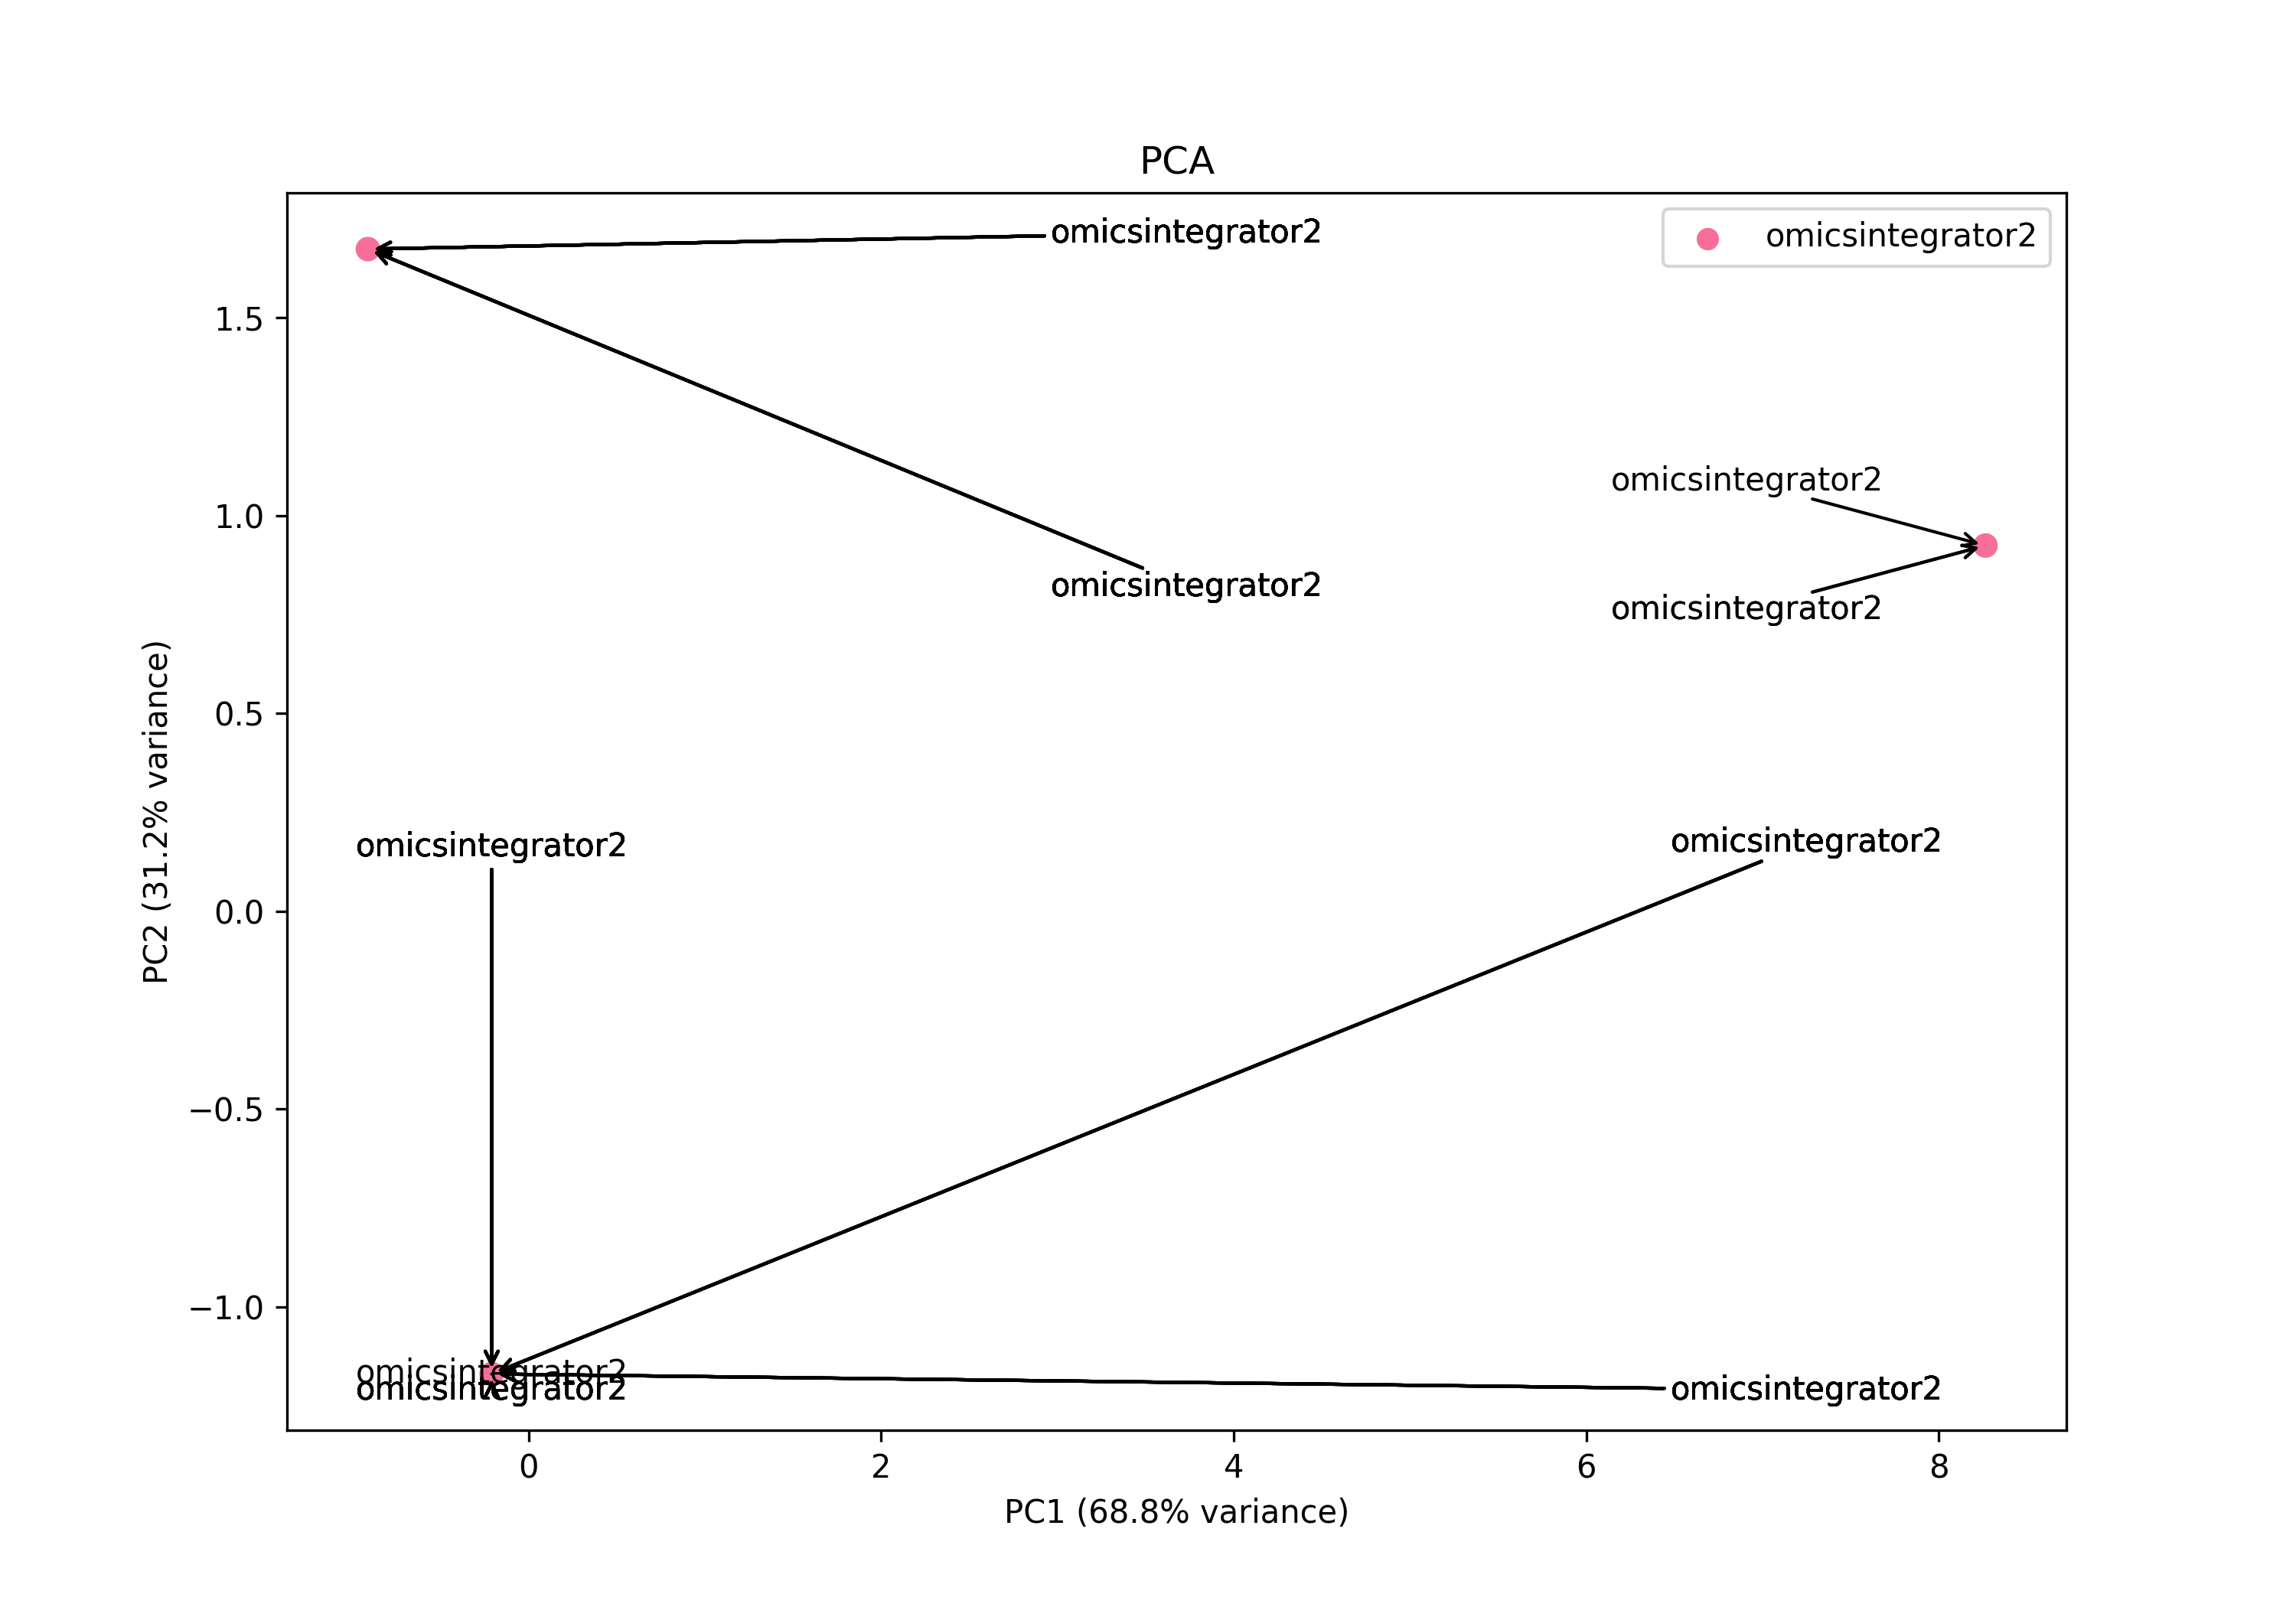 PCA
omicsintegrator2
omicsintegrator2
1.5
omicsintegrator2
1.0
omicsintegrator2
omicsintegrator2
0.5
PC2 (31.2% variance)
omicsintegrator2
omicsintegrator2
0.0
−0.5
−1.0
omicsintegrator2
omicsintegrator2
omicsintegrator2
0
2
4
6
8
PC1 (68.8% variance)